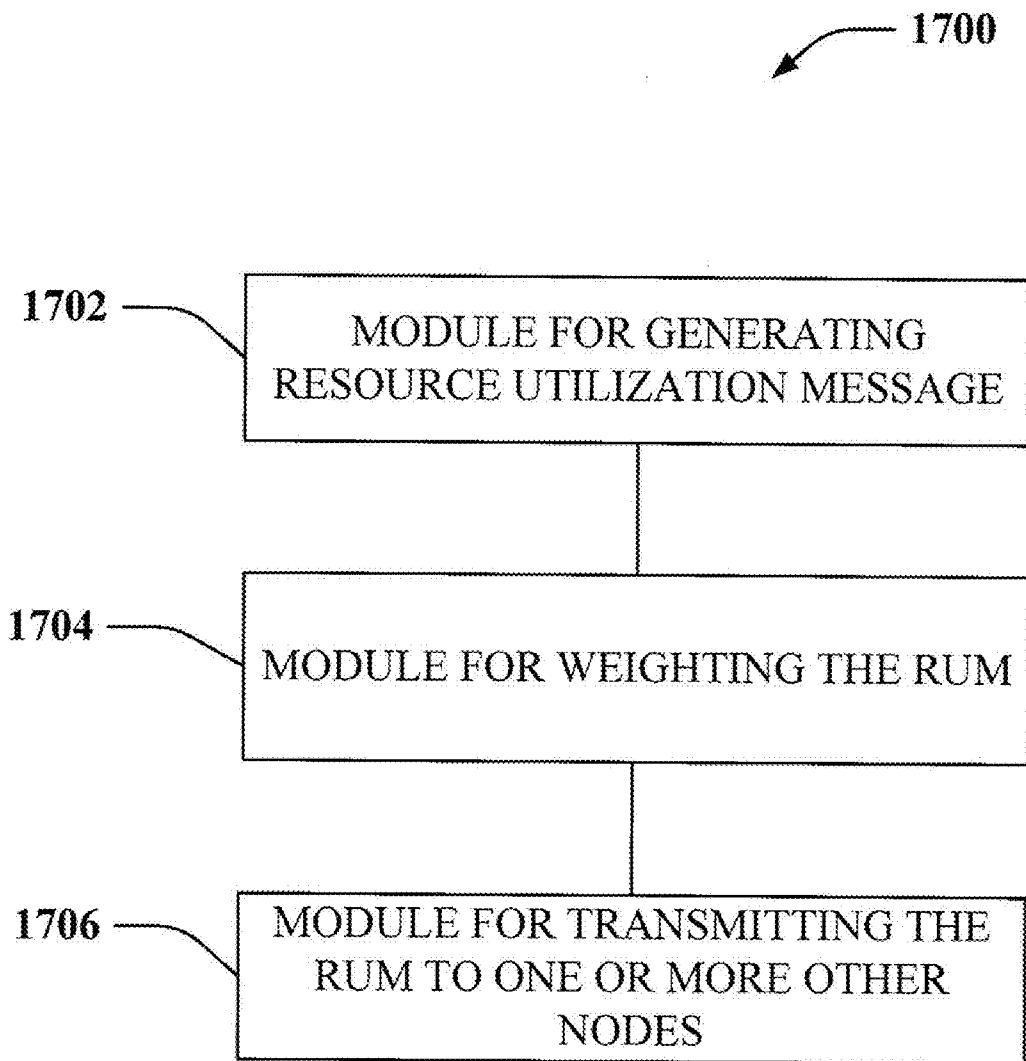 1700
1702
MODULE FOR GENERATING
RESOURCE UTILIZATION MESSAGE
1704
MODULE FOR WEIGHTING THE RUM
1706
MODULE FOR TRANSMITTING THE
RUM TO ONE OR MORE OTHER
NODES